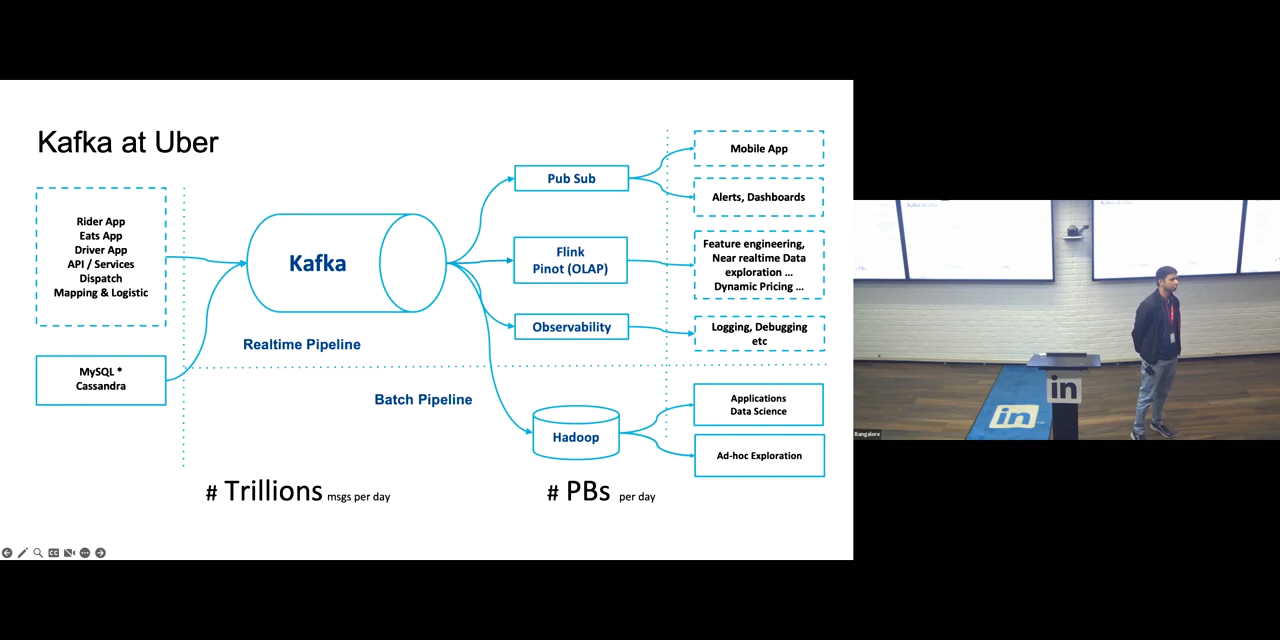 Kafka at Uber
Rider App
Eats App
Driver App
API / Services
Dispatch
Mapping & Logistic
MySQL *
Cassandra
Kafka
Realtime Pipeline
Batch Pipeline
Pub Sub
Flink
Pinot (OLAP)
Observability
Hadoop
Mobile App
Alerts, Dashboards
Feature engineering,
Near realtime Data
exploration ...
Dynamic Pricing ...
Logging, Debugging
etc
Applications
Data Science
Ad-hoc Exploration
# Trillions msgs per day
# PBs per day
CC
in
in
Bangalore